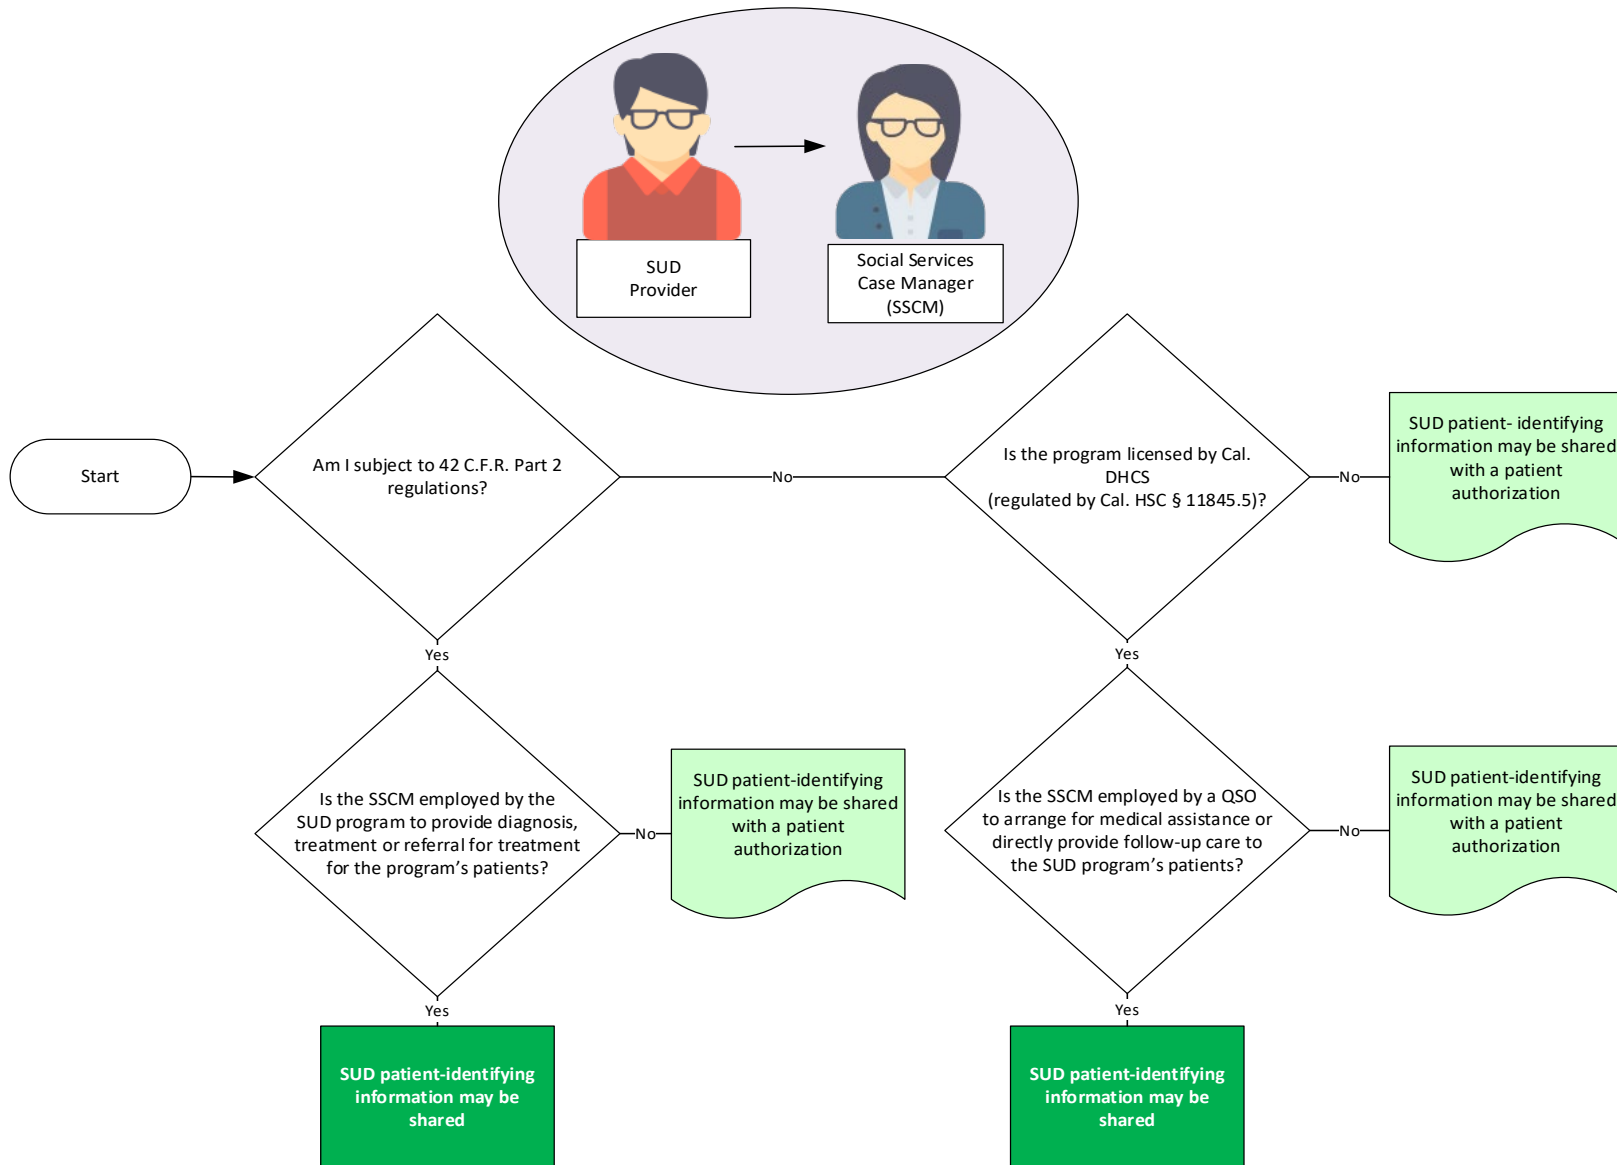 SUD
Provider
Social Services
Case Manager
(SSCM)
Start
Am I subject to 42 C.F.R. Part 2
regulations?
No
Is the program licensed by Cal.
DHCS
(regulated by Cal. HSC § 11845.5)?
No
SUD patient- identifying
information may be shared
with a patient
authorization
Yes
Yes
Is the SSCM employed by the
SUD program to provide diagnosis,
treatment or referral for treatment
for the program's patients?
No
SUD patient-identifying
information may be shared
with a patient
authorization
Is the SSCM employed by a QSO
to arrange for medical assistance or
directly provide follow-up care to
the SUD program's patients?
No
SUD patient-identifying
information may be shared
with a patient
authorization
Yes
Yes
SUD patient-identifying
information may be
shared
SUD patient-identifying
information may be
shared